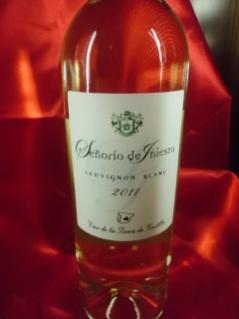 Señorío de Iniesta
SAUVIGNON BLANC
2011
Vino de la Tierra de Castilla